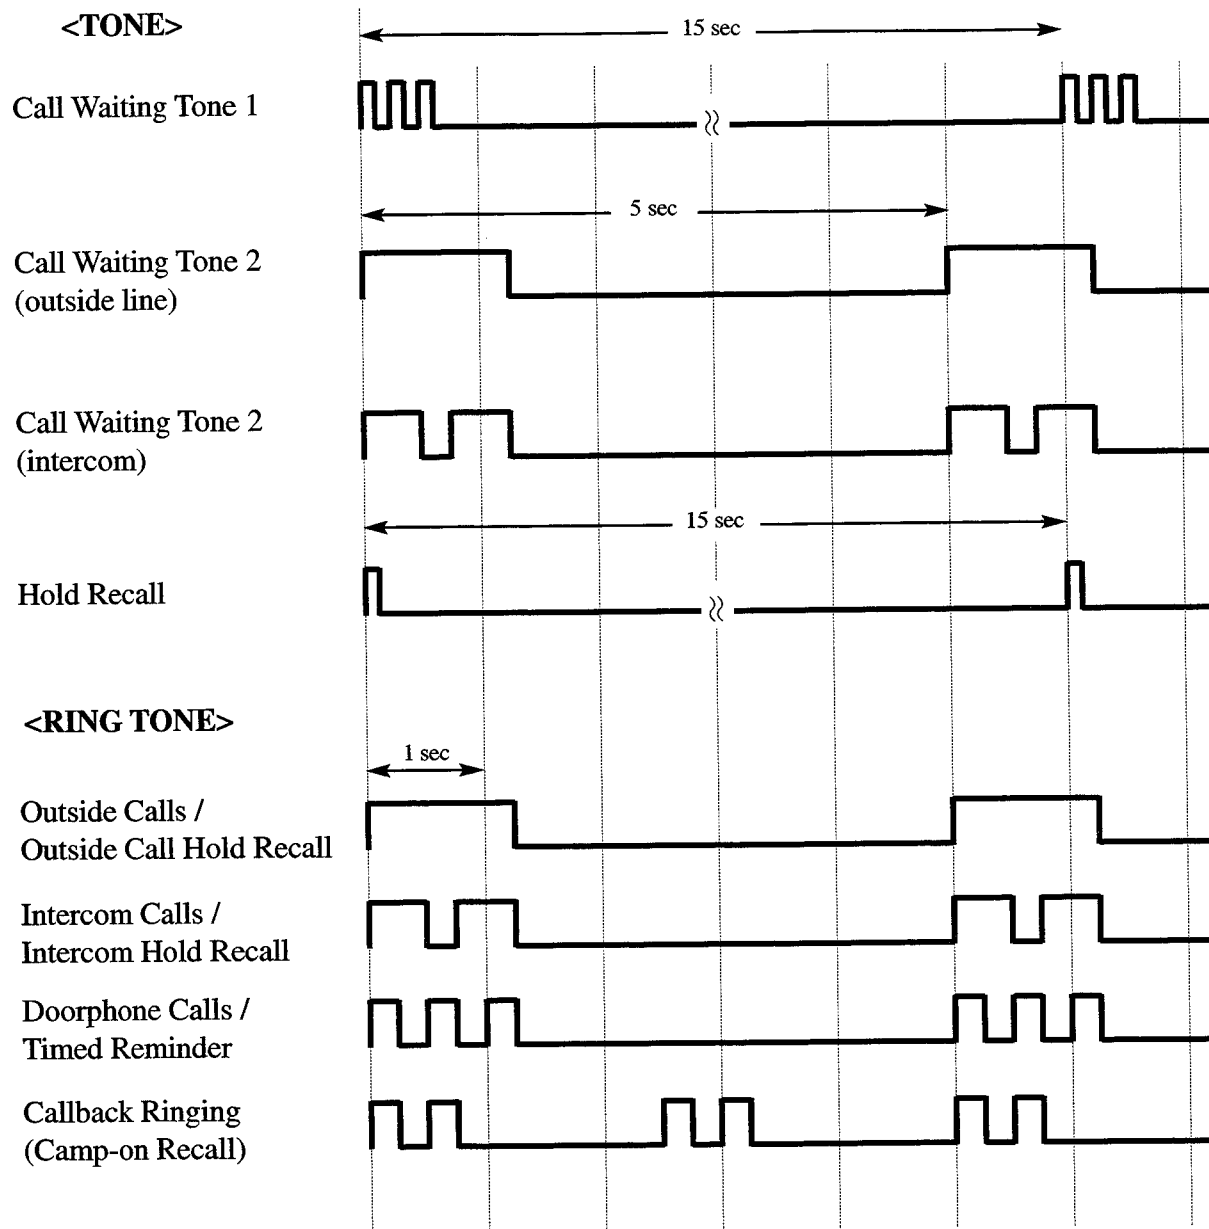 <TONE>
15 sec
Call Waiting Tone 1
5 sec
Call Waiting Tone 2
(outside line)
Call Waiting Tone 2
(intercom)
15 sec
Hold Recall
<RING TONE>
1 sec
Outside Calls /
Outside Call Hold Recall
Intercom Calls /
Intercom Hold Recall
Doorphone Calls /
Timed Reminder
Callback Ringing
(Camp-on Recall)